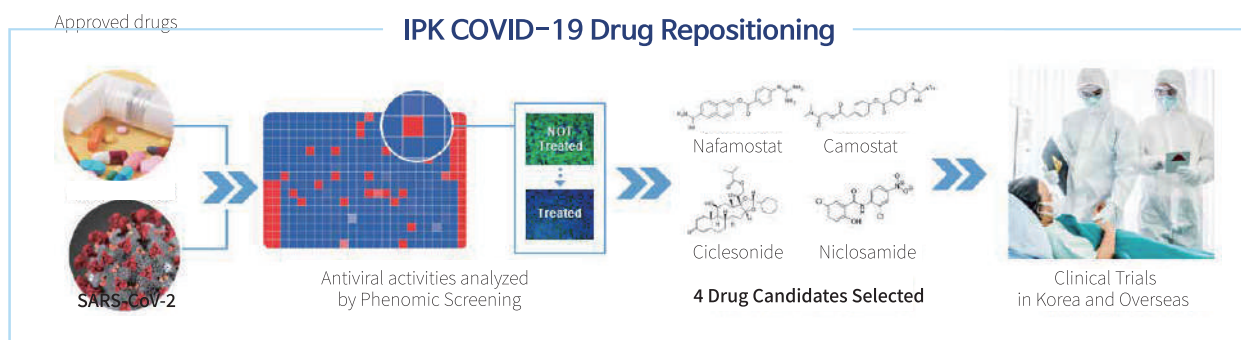 Approved drugs
IPK COVID-19 Drug Repositioning
SARS-CoV-2
Antiviral activities analyzed
by Phenomic Screening
NOT
Treated
Treated
Nafamostat
Camostat
Ciclesonide
Niclosamide
4 Drug Candidates Selected
Clinical Trials
in Korea and Overseas